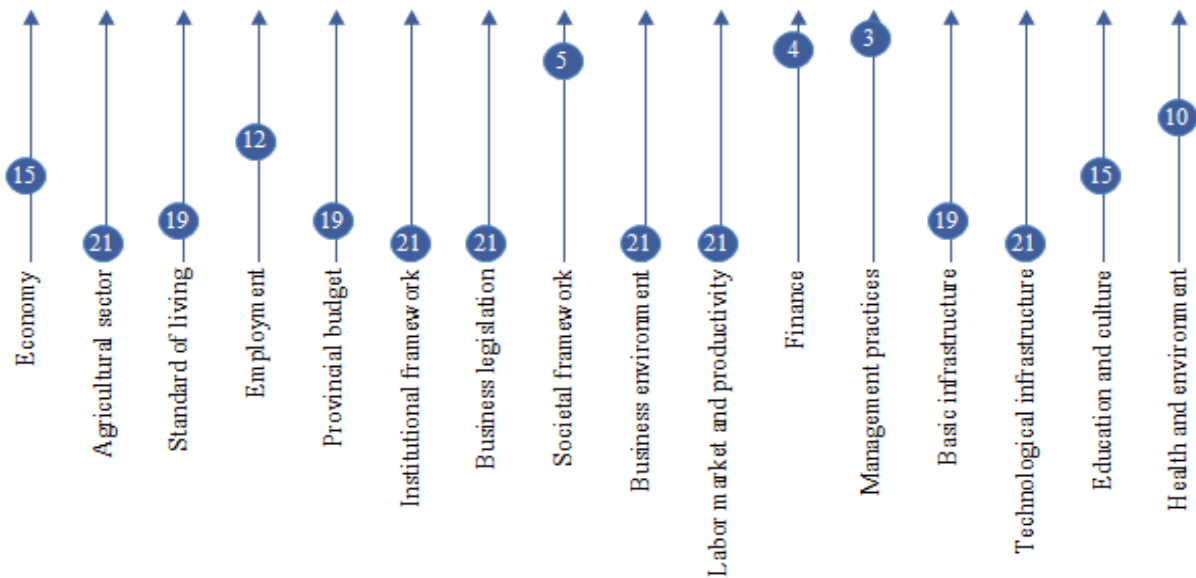 15
21
19
12
19
21
21
5
21
21
4
3
19
21
15
10
Economy
Agricultural sector
Standard of living
Employment
Provincial budget
Institutional framework
Business legislation
Societal framework
Business environment
Labor market and productivity
Finance
Management practices
Basic infrastructure
Technological infrastructure
Education and culture
Health and environment